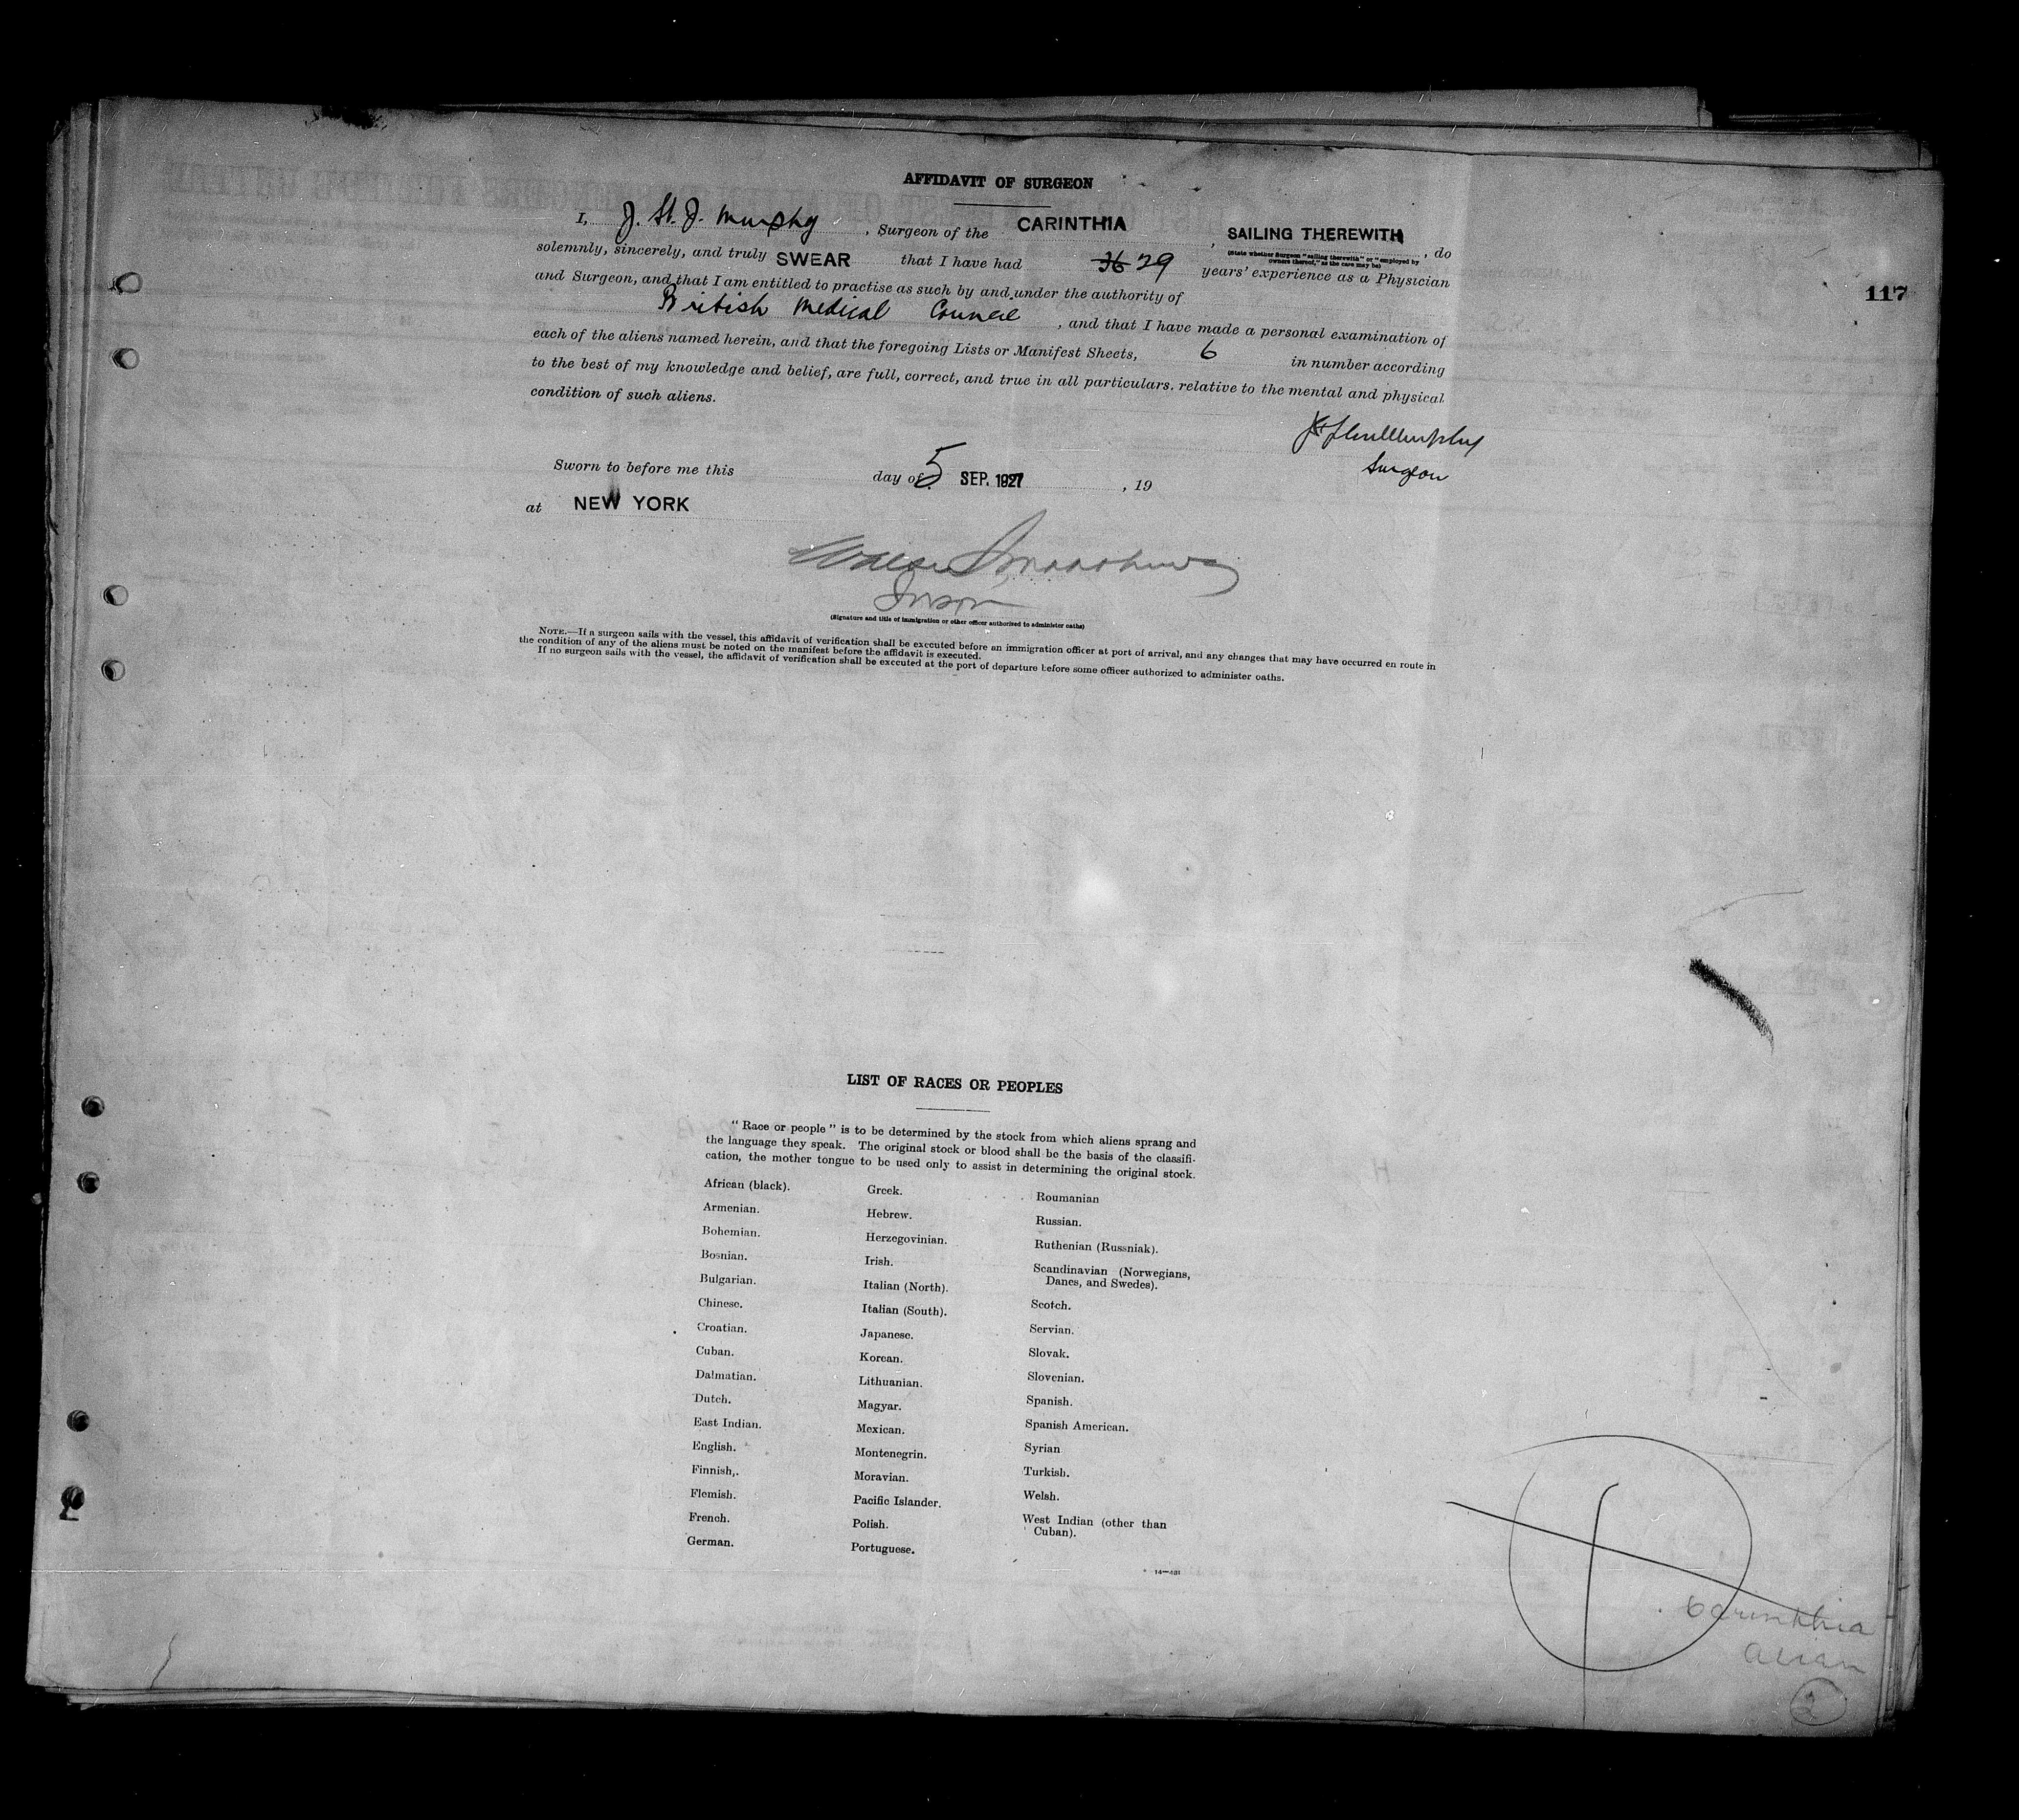 AFFIDAVIT OF SURGEON
I, J. St. J. Murphy, Surgeon of the CARINTHIA, SAILING THEREWITH, do
(State whether Surgeon "sailing therewith" or "employed by owners thereof," as the case may be)
solemnly, sincerely, and truly SWEAR that I have had 36 29 years' experience as a Physician
and Surgeon, and that I am entitled to practise as such by and under the authority of
British Medical Council, and that I have made a personal examination of
each of the aliens named herein, and that the foregoing Lists or Manifest Sheets, 6 in number according
to the best of my knowledge and belief, are full, correct, and true in all particulars. relative to the mental and physical
condition of such aliens.
Murphy
Surgeon
Sworn to before me this day of 5 SEP. 1927, 19
at NEW YORK
(Signature and title of immigration or other officer authorized to administer oaths)
NOTE.—If a surgeon sails with the vessel, this affidavit of verification shall be executed before an immigration officer at port of arrival, and any changes that may have occurred en route in
the condition of any of the aliens must be noted on the manifest before the affidavit is executed.
If no surgeon sails with the vessel, the affidavit of verification shall be executed at the port of departure before some officer authorized to administer oaths.
117
LIST OF RACES OR PEOPLES
"Race or people" is to be determined by the stock from which aliens sprang and
the language they speak. The original stock or blood shall be the basis of the classifi-
cation, the mother tongue to be used only to assist in determining the original stock.
African (black).
Armenian.
Bohemian.
Bosnian.
Bulgarian.
Chinese.
Croatian.
Cuban.
Dalmatian.
Dutch.
East Indian.
English.
Finnish,.
Flemish.
French.
German.
Greek.
Hebrew.
Herzegovinian.
Irish.
Italian (North).
Italian (South).
Japanese.
Korean.
Lithuanian.
Magyar.
Mexican.
Montenegrin.
Moravian.
Pacific Islander.
Polish.
Portuguese.
Roumanian
Russian.
Ruthenian (Russniak).
Scandinavian (Norwegians,
Danes, and Swedes).
Scotch.
Servian.
Slovak.
Slovenian.
Spanish.
Spanish American.
Syrian
Turkish.
Welsh.
West Indian (other than
Cuban).
14—431
Carinthia
Alian
2